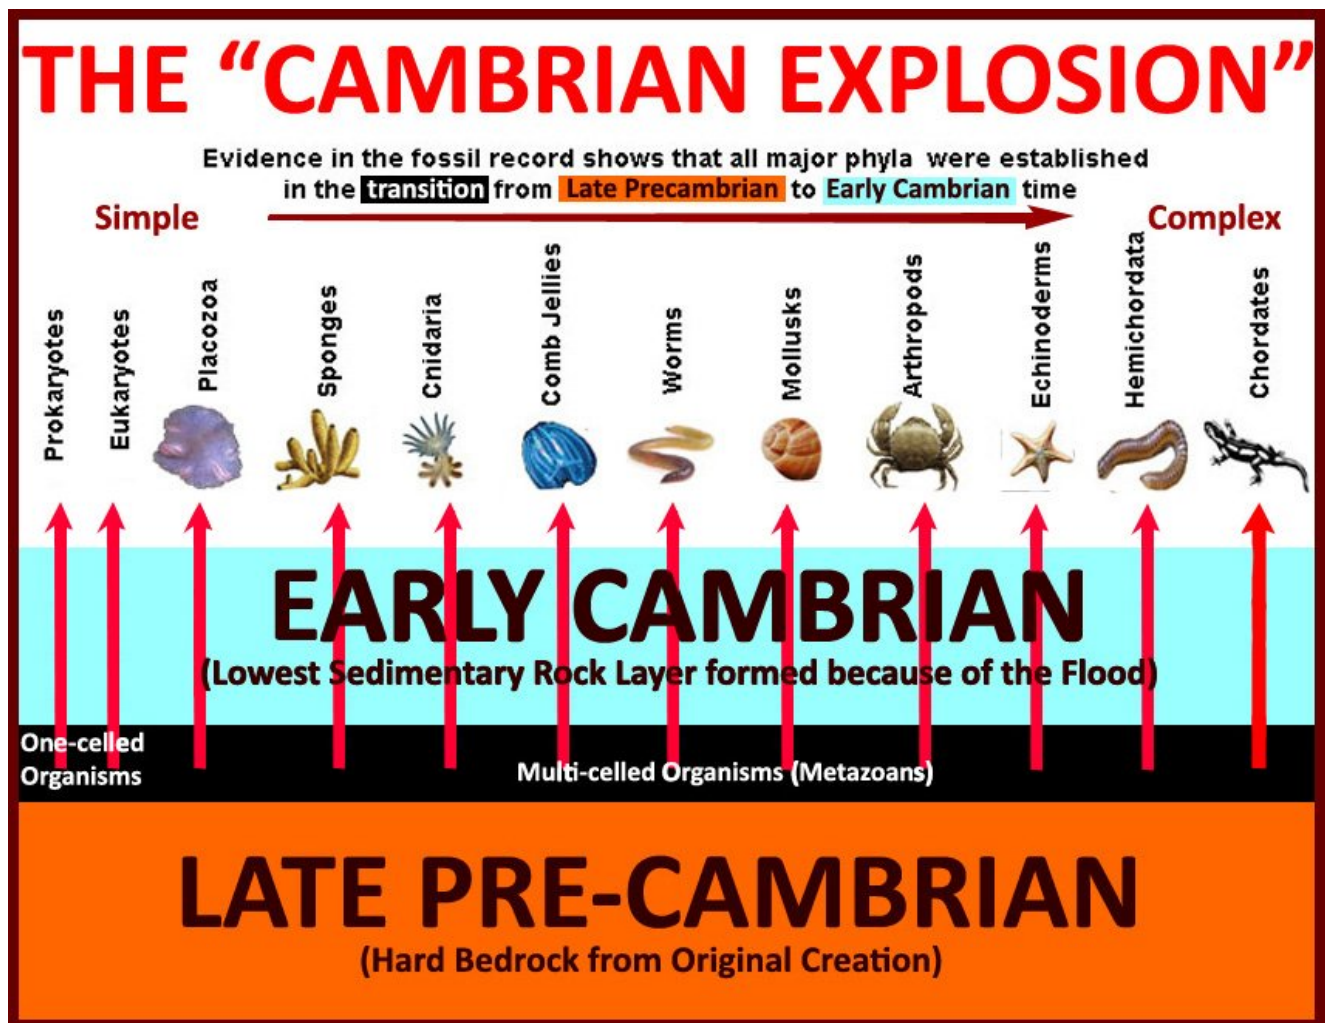 THE “CAMBRIAN EXPLOSION”
Evidence in the fossil record shows that all major phyla were established
in the transition from Late Precambrian to Early Cambrian time
Simple
Complex
Prokaryotes
Eukaryotes
Placozoa
Sponges
Cnidaria
Comb Jellies
Worms
Mollusks
Arthropods
Echinoderms
Hemichordata
Chordates
EARLY CAMBRIAN
(Lowest Sedimentary Rock Layer formed because of the Flood)
One-celled
Organisms
Multi-celled Organisms (Metazoans)
LATE PRE-CAMBRIAN
(Hard Bedrock from Original Creation)